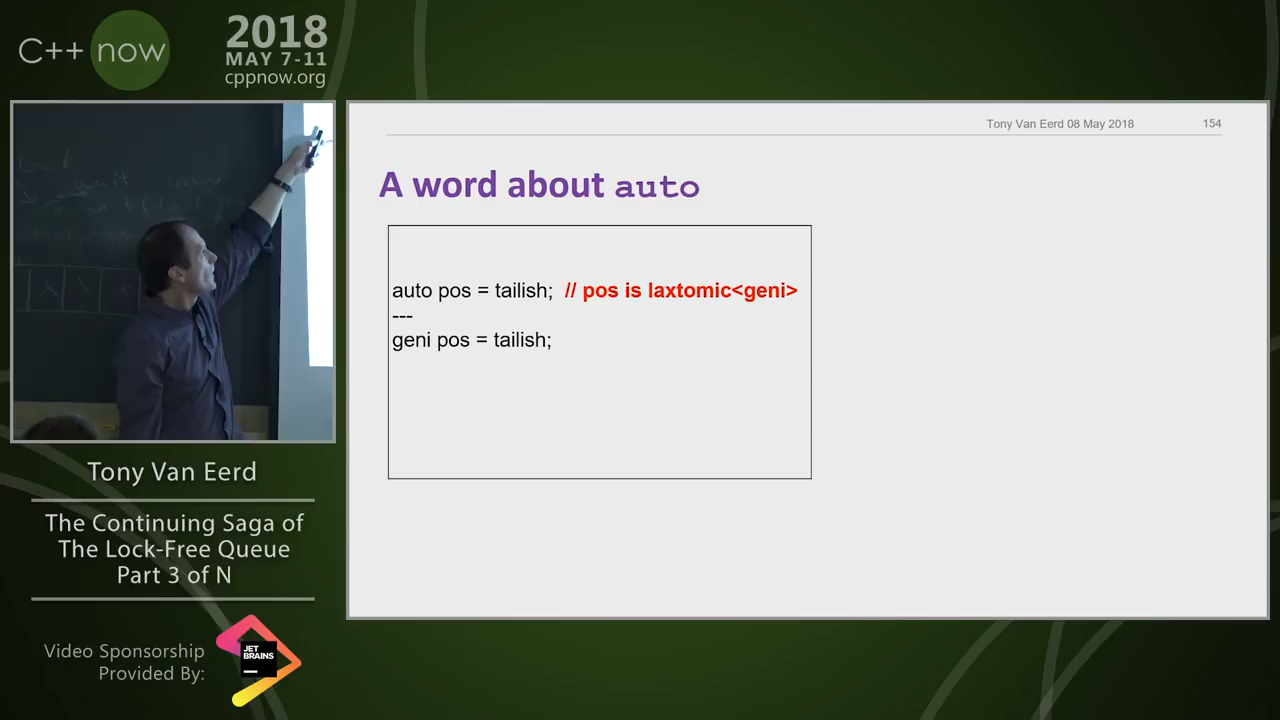 C++ now
2018
MAY 7-11
cppnow.org
Tony Van Eerd 08 May 2018 154
A word about auto
auto pos = tailish; // pos is laxtomic<geni>
---
geni pos = tailish;
Tony Van Eerd
The Continuing Saga of
The Lock-Free Queue
Part 3 of N
Video Sponsorship
Provided By:
JET
BRAINS